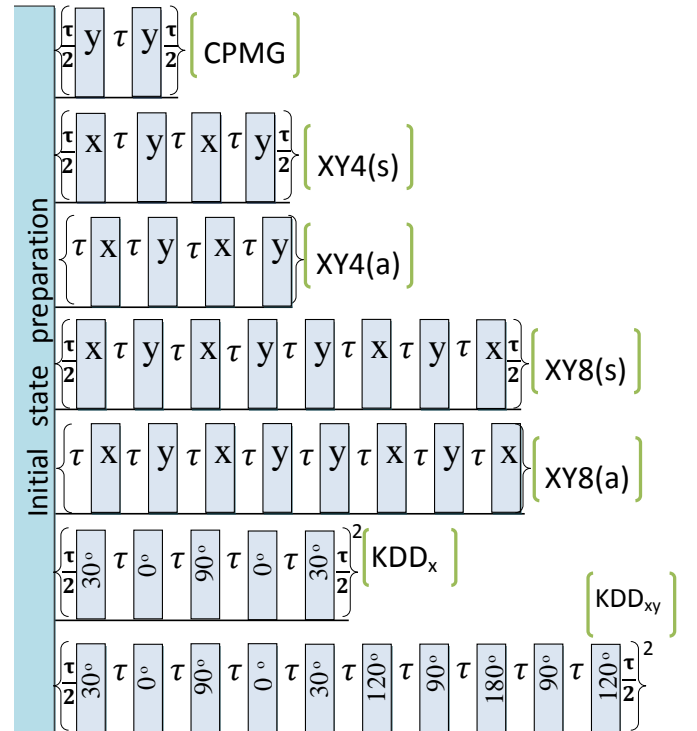 Initial state preparation
{τ/2 y τ y τ/2} [CPMG]
{τ/2 x τ y τ x τ y τ/2} [XY4(s)]
{τ x τ y τ x τ y} [XY4(a)]
{τ/2 x τ y τ x τ y τ y τ x τ y τ x τ/2} [XY8(s)]
{τ x τ y τ x τ y τ y τ x τ y τ x} [XY8(a)]
{τ/2 30° τ 0° τ 90° τ 0° τ 30° τ/2}² [KDDₓ]
[KDD_xy]
{τ/2 30° τ 0° τ 90° τ 0° τ 30° τ 120° τ 90° τ 180° τ 90° τ 120° τ/2}²